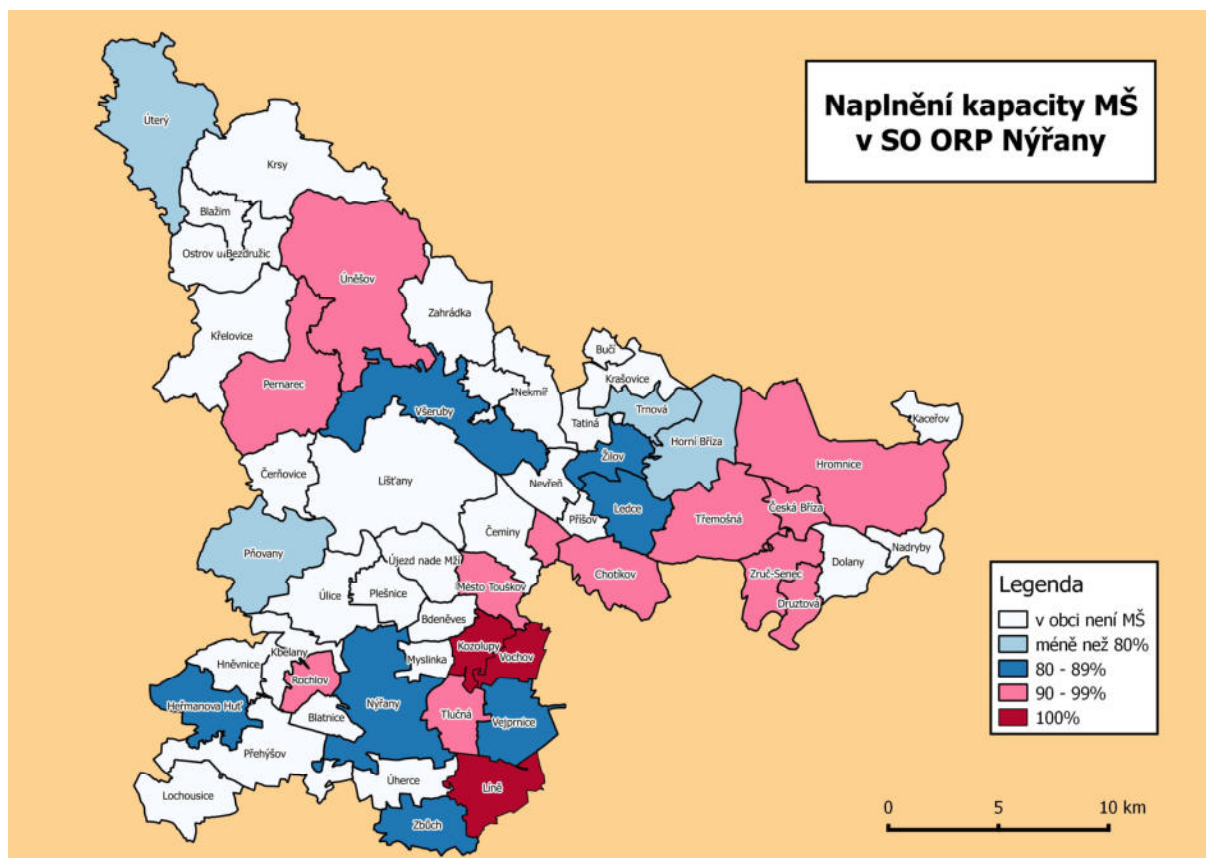 Naplnění kapacity MŠ
v SO ORP Nýřany
Úterý
Krsy
Blažim
Ostrov u Bezdružic
Úněšov
Zahrádka
Křelovice
Pernarec
Bučí
Krašovice
Nekmíř
Trnová
Všeruby
Tatiná
Kaceřov
Horní Bříza
Žilov
Hromnice
Čerňovice
Líšťany
Nevřeň
Ledce
Česká Bříza
Příšov
Třemošná
Čeminy
Pňovany
Nadryby
Újezd nade Mží
Dolany
Zruč-Senec
Chotíkov
Město Touškov
Úlice
Plešnice
Druztová
Bdeněves
Kozolupy
Kbelany
Vochov
Hněvnice
Myslinka
Rochlov
Heřmanova Huť
Nýřany
Tlučná
Blatnice
Vejprnice
Přehýšov
Úherce
Líně
Lochousice
Zbůch
Legenda
v obci není MŠ
méně než 80%
80 - 89%
90 - 99%
100%
0 5 10 km